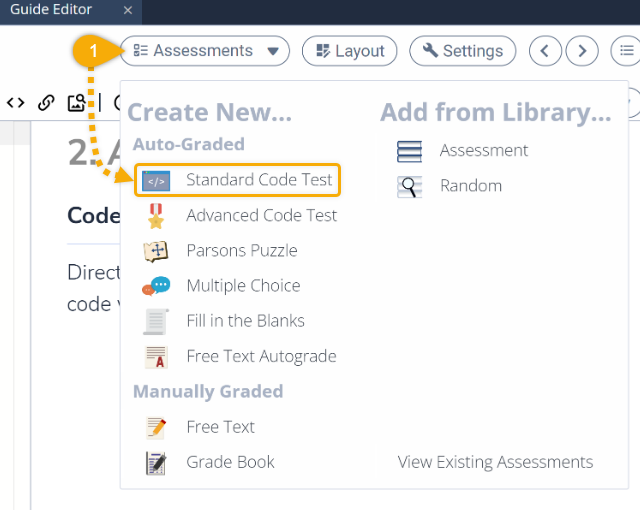 Guide Editor ×
1 Assessments Layout Settings
Create New... Add from Library...
2. A
Auto-Graded
Assessment
</> Standard Code Test
Random
Code
Advanced Code Test
Parsons Puzzle
Direct
Multiple Choice
code
Fill in the Blanks
Free Text Autograde
Manually Graded
Free Text
Grade Book
View Existing Assessments